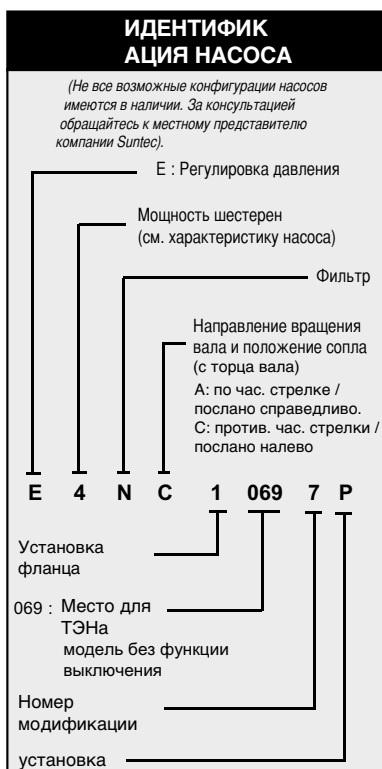 ИДЕНТИФИК
АЦИЯ НАСОСА
(Не все возможные конфигурации насосов
имеются в наличии. За консультацией
обращайтесь к местному представителю
компании Suntec).
E : Регулировка давления
Мощность шестерен
(см. характеристику насоса)
Фильтр
Направление вращения
вала и положение сопла
(с торца вала)
A: по час. стрелке /
послано справедливо.
C: против. час. стрелки /
послано налево
E 4 N C 1 069 7 P
Установка
фланца
069 : Место для
ТЭНа
модель без функции
выключения
Номер
модификации
установка